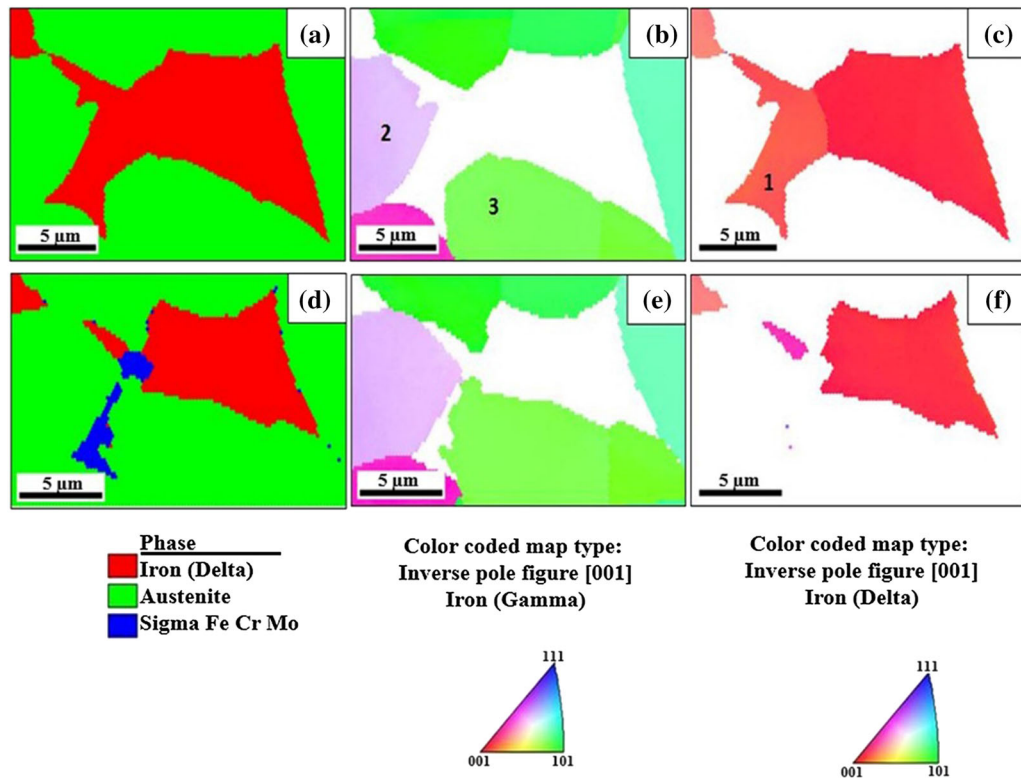 (a)
(b)
(c)
2
3
1
5 μm
5 μm
5 μm
(d)
(e)
(f)
5 μm
5 μm
5 μm
Phase
Iron (Delta)
Austenite
Sigma Fe Cr Mo
Color coded map type:
Inverse pole figure [001]
Iron (Gamma)
Color coded map type:
Inverse pole figure [001]
Iron (Delta)
111
001
101
111
001
101